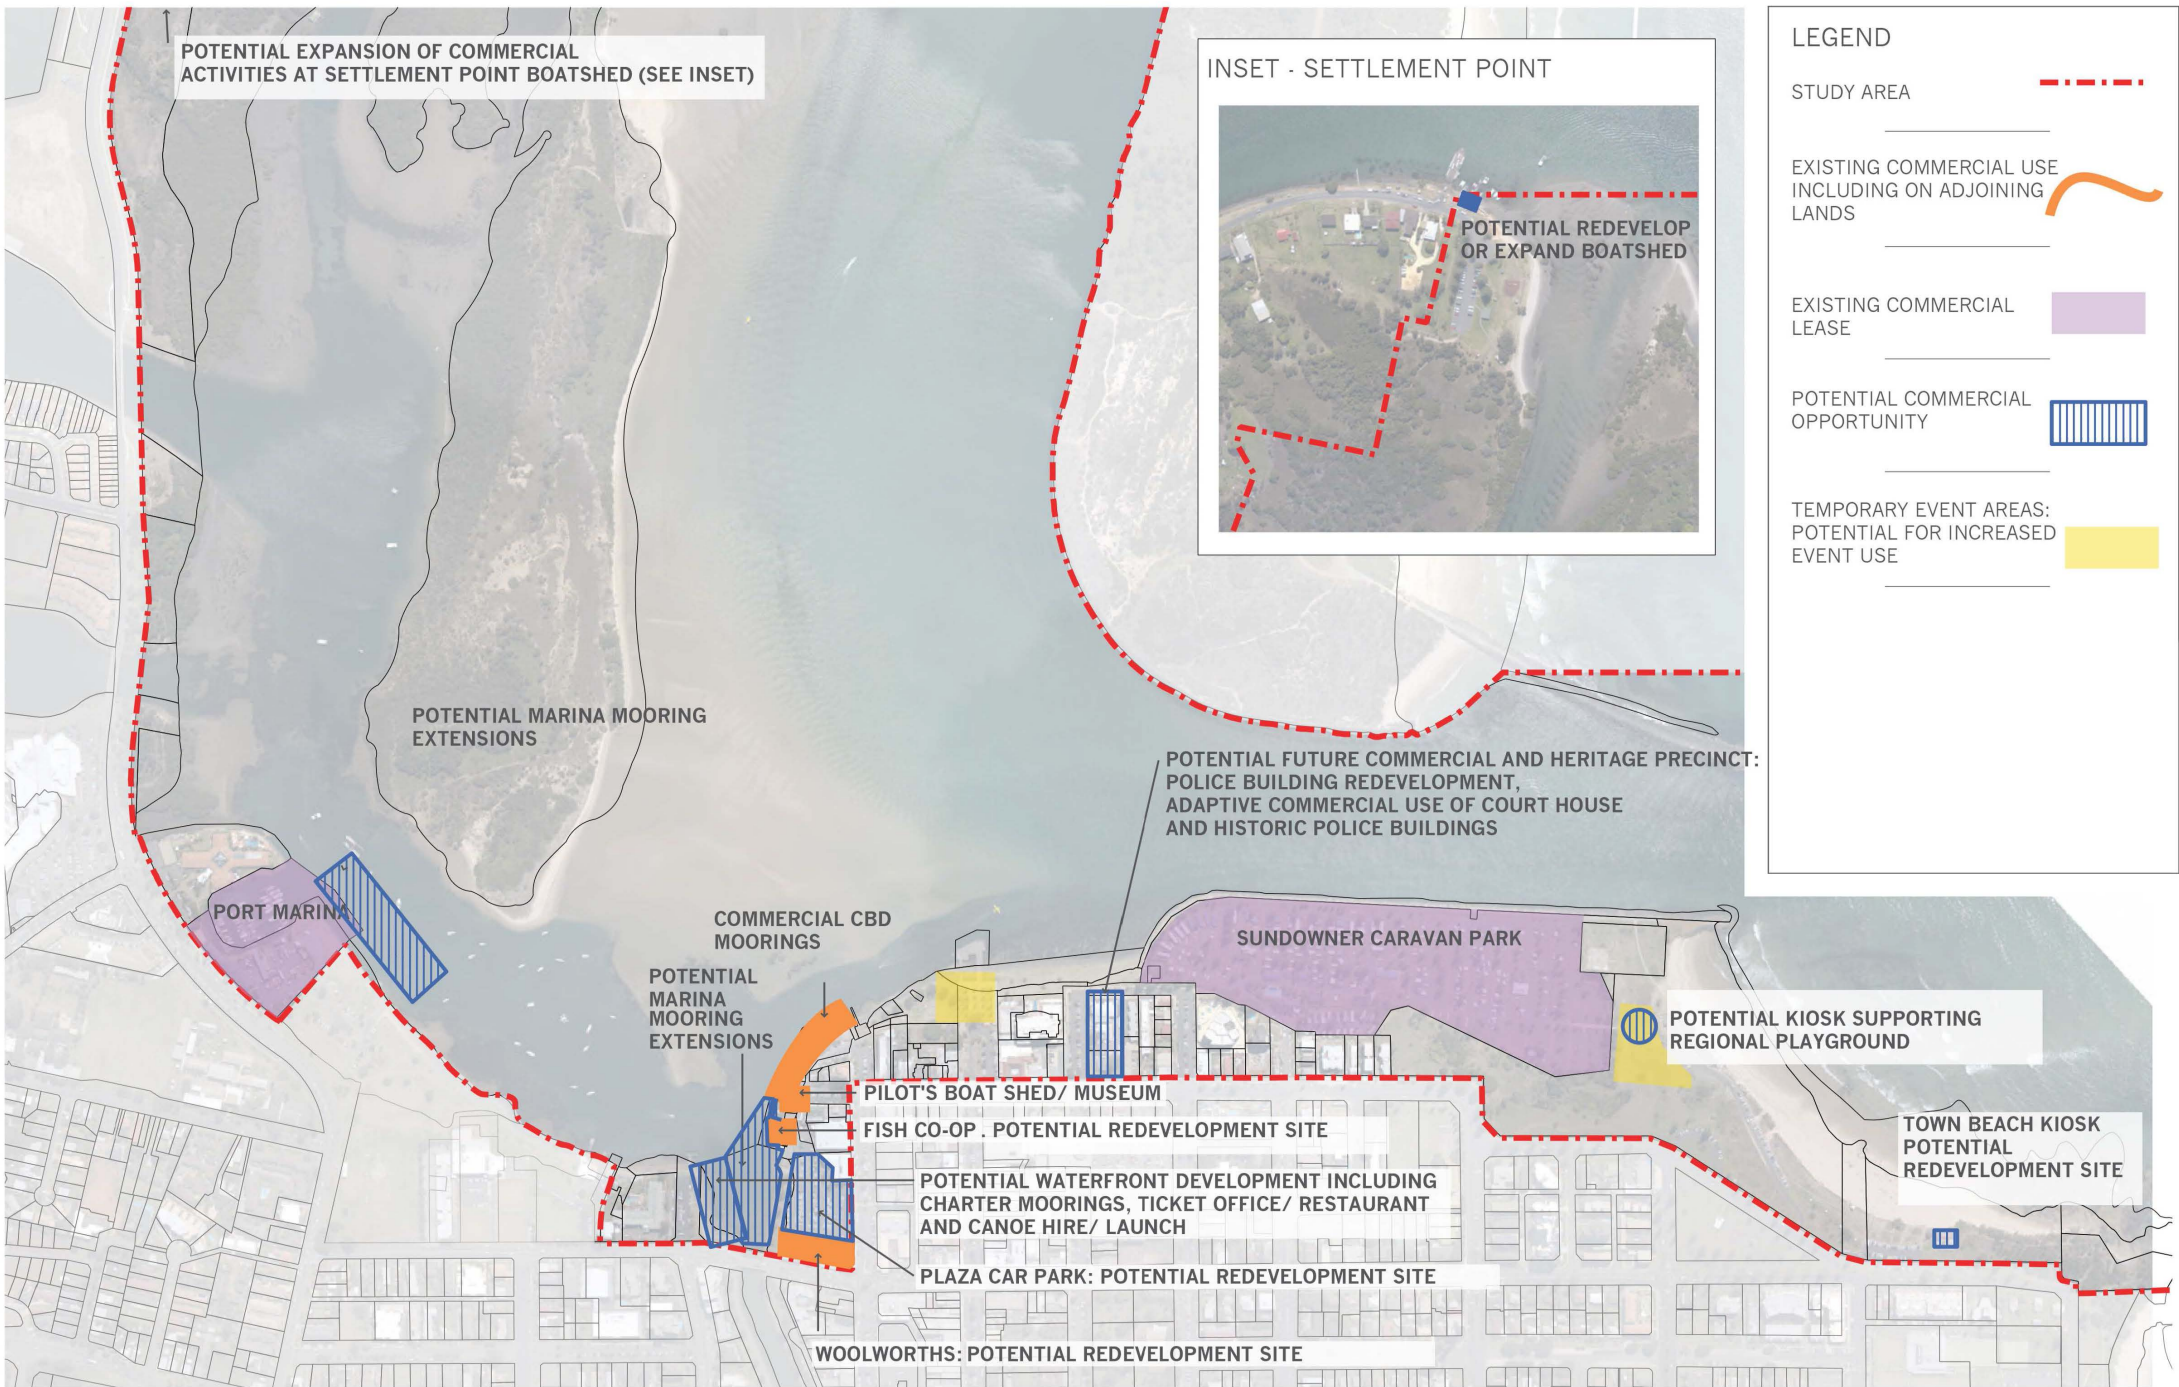 POTENTIAL EXPANSION OF COMMERCIAL
ACTIVITIES AT SETTLEMENT POINT BOATSHED (SEE INSET)
INSET - SETTLEMENT POINT
POTENTIAL REDEVELOP
OR EXPAND BOATSHED
LEGEND
STUDY AREA
EXISTING COMMERCIAL USE
INCLUDING ON ADJOINING
LANDS
EXISTING COMMERCIAL
LEASE
POTENTIAL COMMERCIAL
OPPORTUNITY
TEMPORARY EVENT AREAS:
POTENTIAL FOR INCREASED
EVENT USE
POTENTIAL MARINA MOORING
EXTENSIONS
POTENTIAL FUTURE COMMERCIAL AND HERITAGE PRECINCT:
POLICE BUILDING REDEVELOPMENT,
ADAPTIVE COMMERCIAL USE OF COURT HOUSE
AND HISTORIC POLICE BUILDINGS
PORT MARINA
COMMERCIAL CBD
MOORINGS
SUNDOWNER CARAVAN PARK
POTENTIAL
MARINA
MOORING
EXTENSIONS
POTENTIAL KIOSK SUPPORTING
REGIONAL PLAYGROUND
PILOT'S BOAT SHED/ MUSEUM
FISH CO-OP . POTENTIAL REDEVELOPMENT SITE
TOWN BEACH KIOSK
POTENTIAL
REDEVELOPMENT SITE
POTENTIAL WATERFRONT DEVELOPMENT INCLUDING
CHARTER MOORINGS, TICKET OFFICE/ RESTAURANT
AND CANOE HIRE/ LAUNCH
PLAZA CAR PARK: POTENTIAL REDEVELOPMENT SITE
WOOLWORTHS: POTENTIAL REDEVELOPMENT SITE